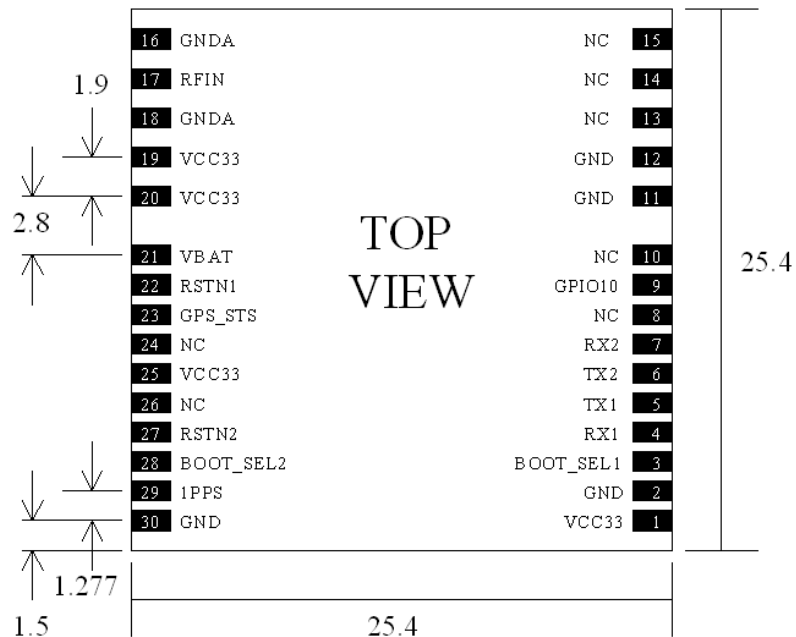 16 GNDA NC 15
17 RFIN NC 14
1.9
18 GNDA NC 13
19 VCC33 GND 12
20 VCC33 GND 11
2.8
TOP
VIEW
21 VBAT NC 10
25.4
22 RSTN1 GPIO10 9
23 GPS_STS NC 8
24 NC RX2 7
25 VCC33 TX2 6
26 NC TX1 5
27 RSTN2 RX1 4
28 BOOT_SEL2 BOOT_SEL1 3
29 1PPS GND 2
30 GND VCC33 1
1.277
1.5
25.4